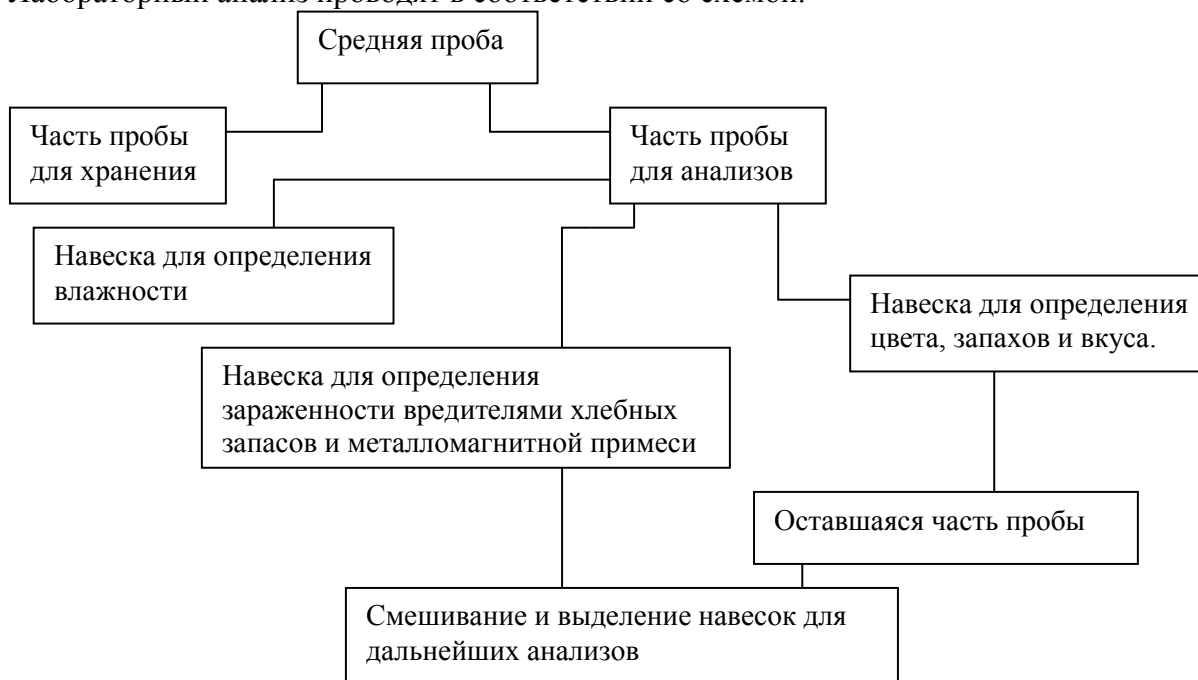 Лабораторный анализ проводят в соответствии со схемой:
Средняя проба
Часть пробы
для хранения
Часть пробы
для анализов
Навеска для определения
влажности
Навеска для определения
цвета, запахов и вкуса.
Навеска для определения
зараженности вредителями хлебных
запасов и металломагнитной примеси
Оставшаяся часть пробы
Смешивание и выделение навесок для
дальнейших анализов